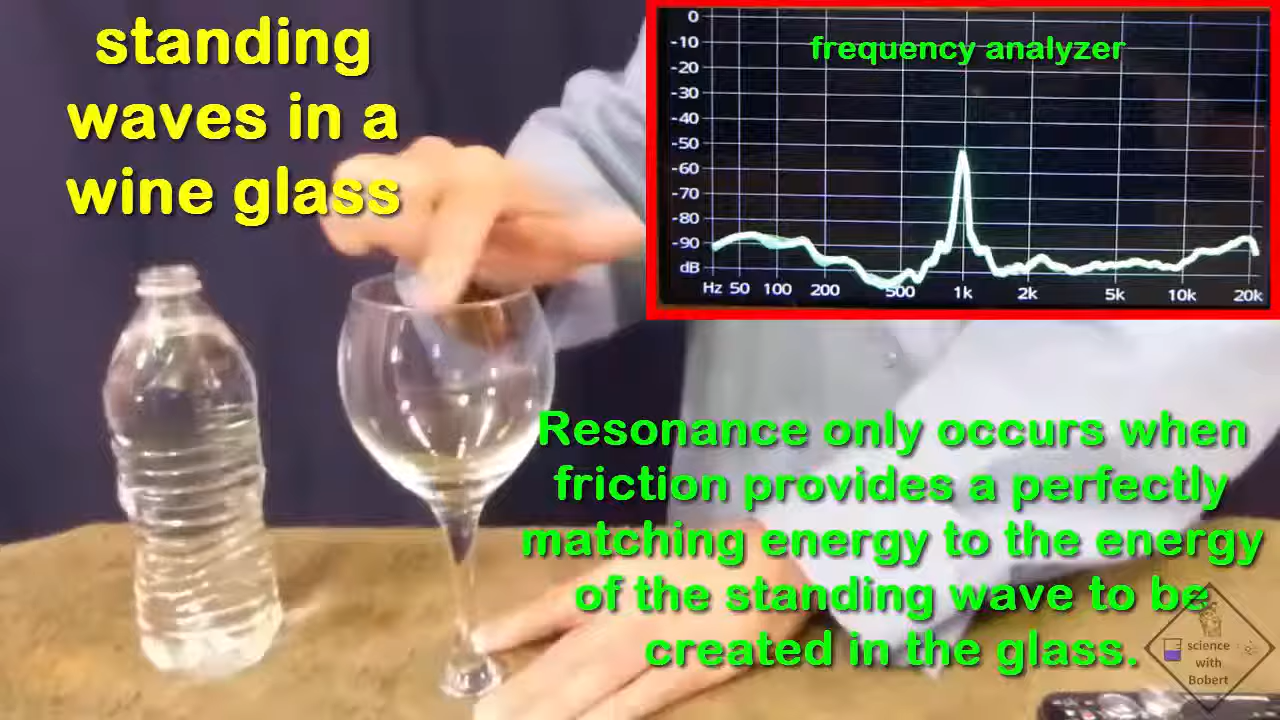 standing
waves in a
wine glass
frequency analyzer
0
-10
-20
-30
-40
-50
-60
-70
-80
-90
dB
Hz 50 100 200 500 1k 2k 5k 10k 20k
Resonance only occurs when
friction provides a perfectly
matching energy to the energy
of the standing wave to be
created in the glass.
science
with
Bobert